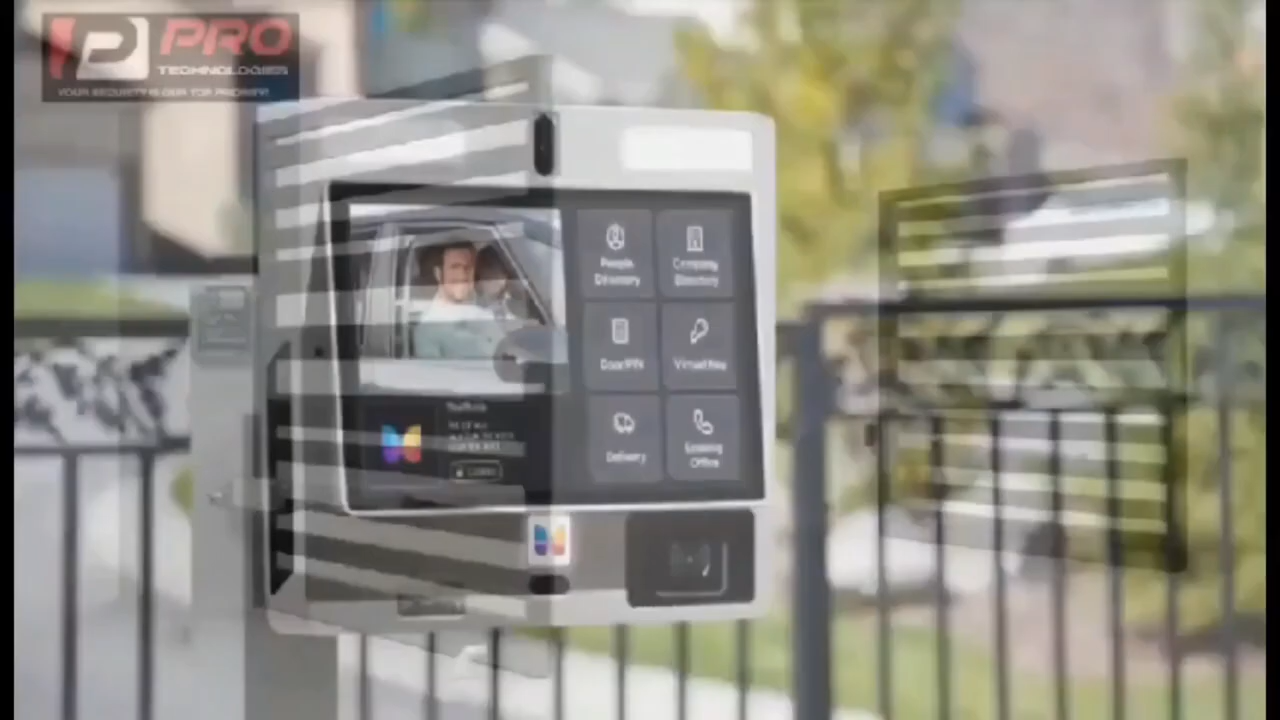 PRO
TECHNOLOGIES
YOUR SECURITY IS OUR TOP PRIORITY!
People
Directory
Company
Directory
Door PIN
Virtual Key
Delivery
Leasing
Office